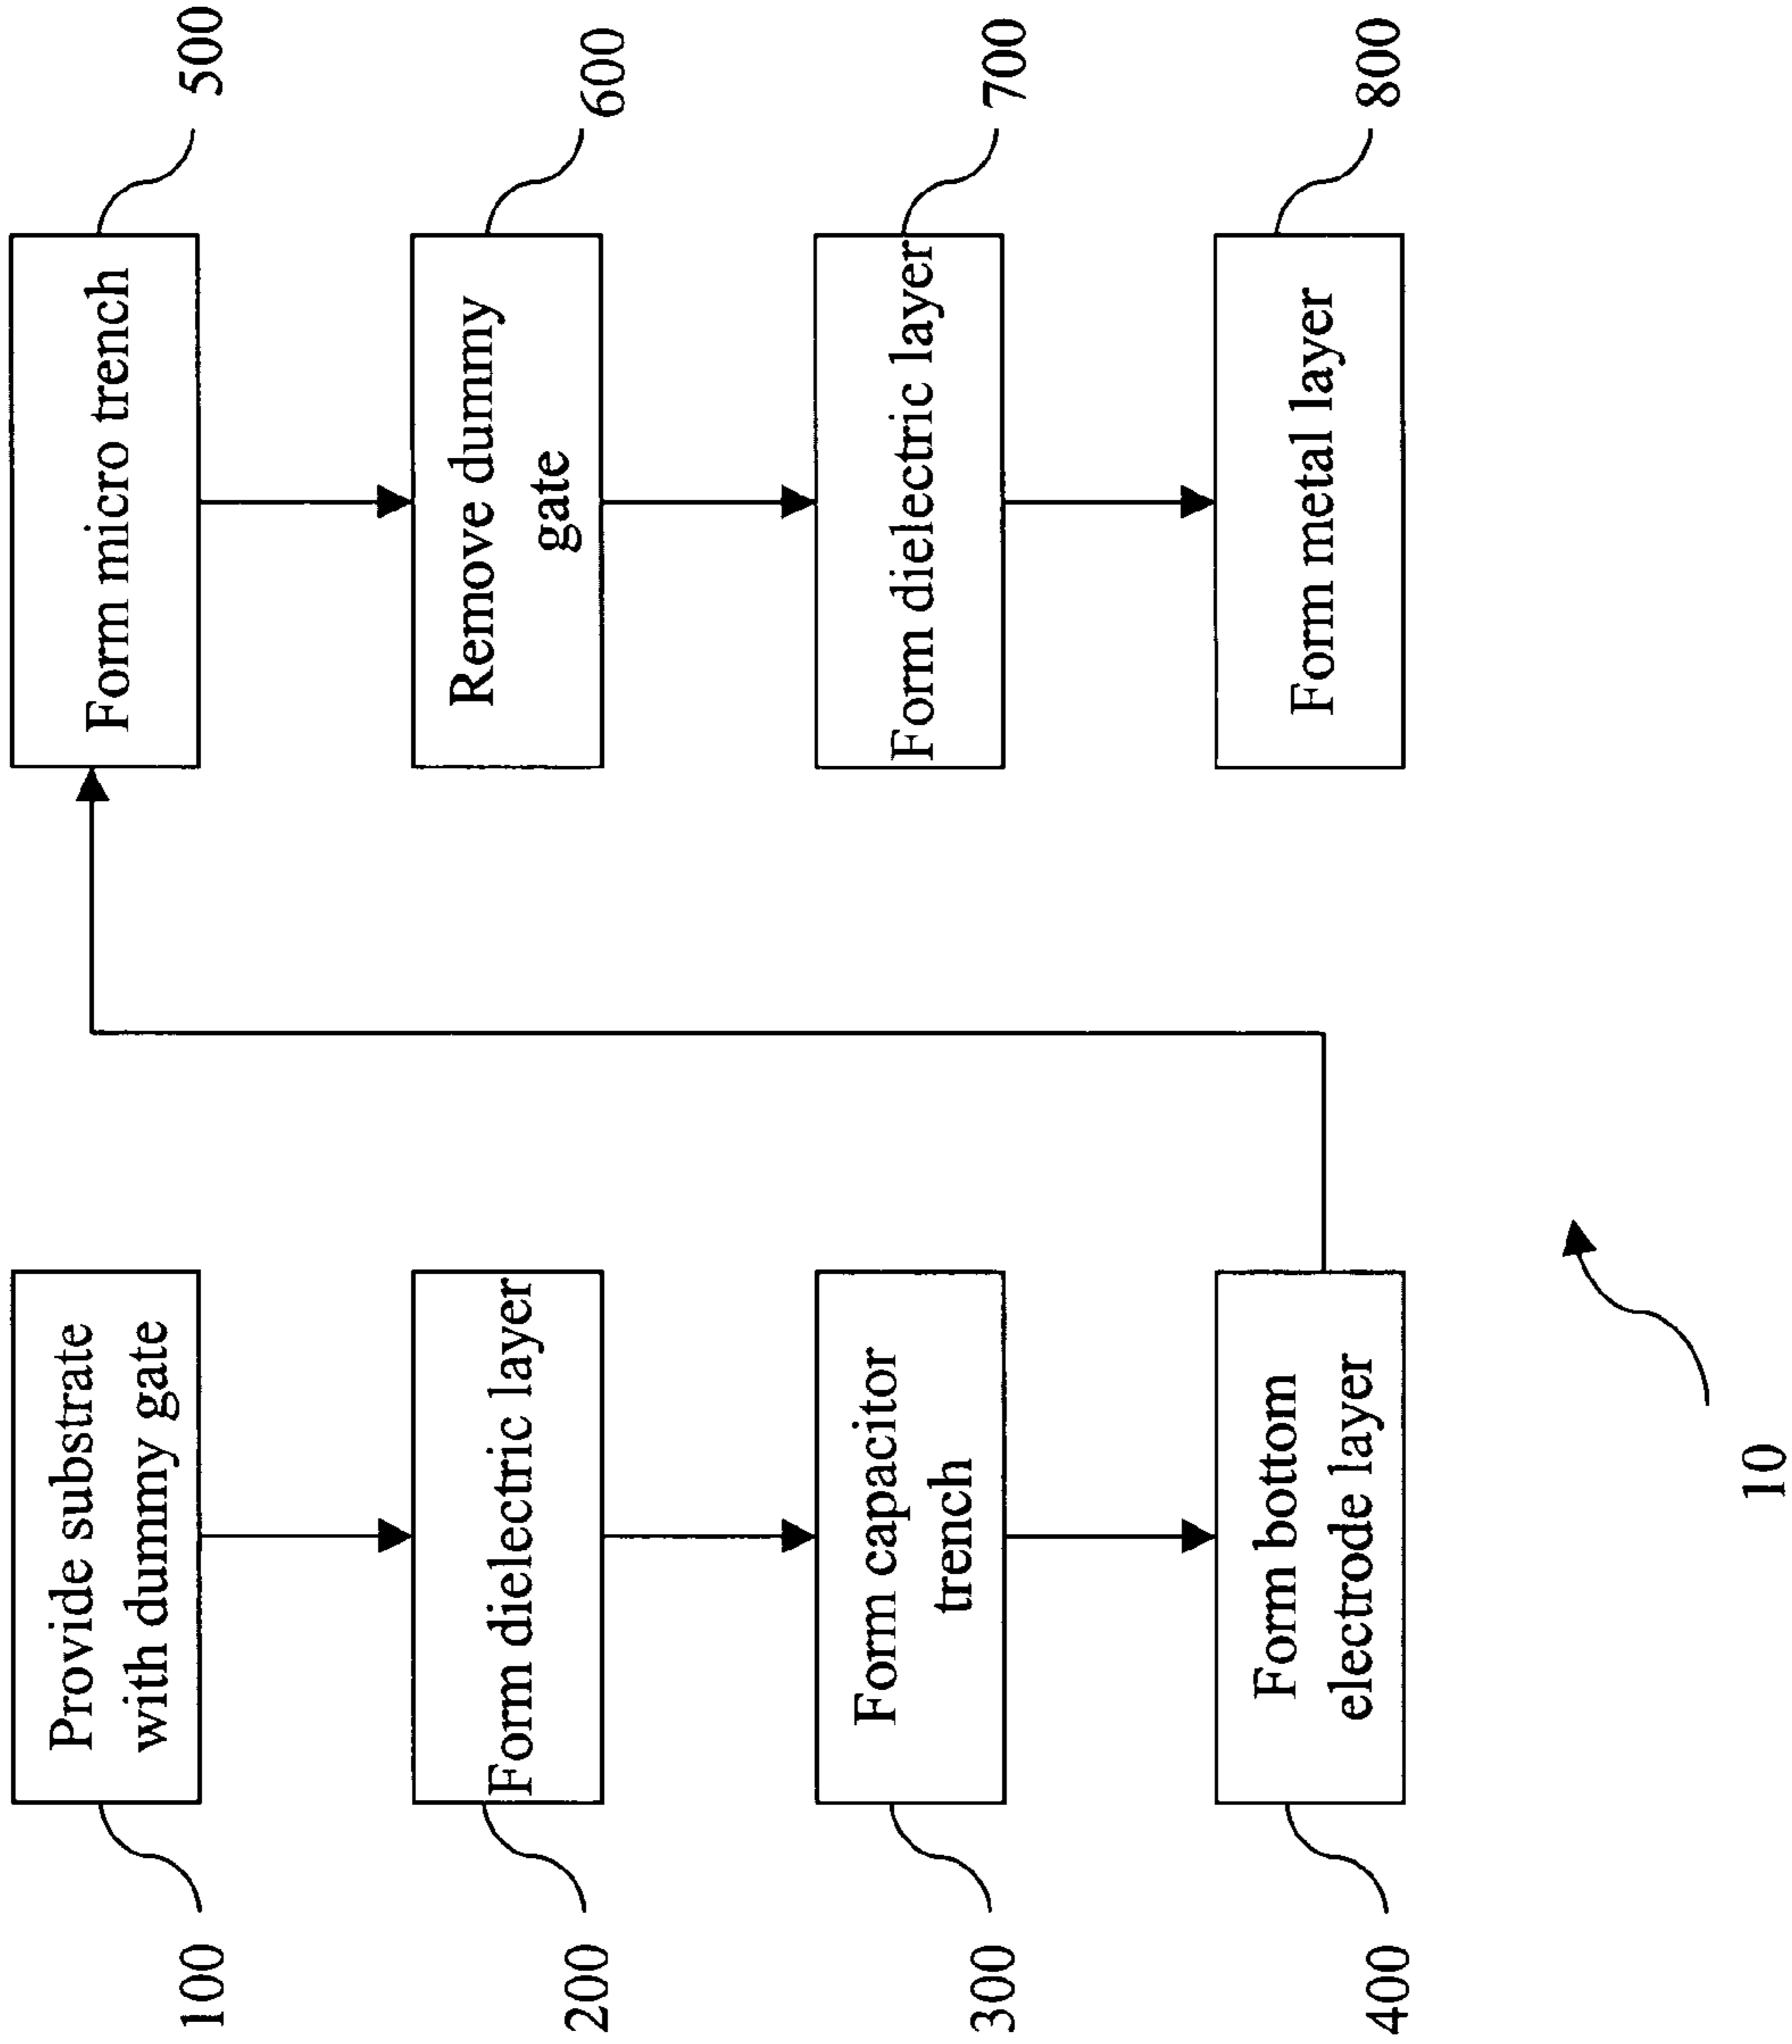 100
Provide substrate
with dummy gate
200
Form dielectric layer
300
Form capacitor
trench
400
Form bottom
electrode layer
Form micro trench
500
Remove dummy
gate
600
Form dielectric layer
700
Form metal layer
800
10